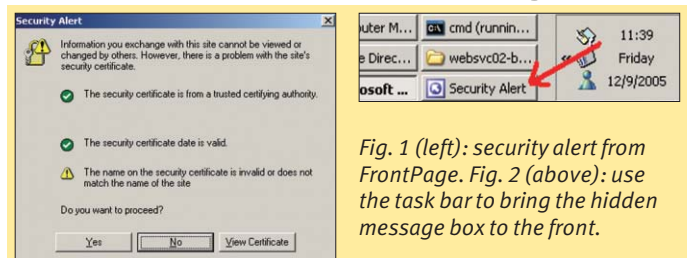 Security Alert
Information you exchange with this site cannot be viewed or
changed by others. However, there is a problem with the site's
security certificate.
The security certificate is from a trusted certifying authority.
The security certificate date is valid.
The name on the security certificate is invalid or does not
match the name of the site
Do you want to proceed?
Yes
No
View Certificate
uter M...
cmd (runnin...
11:39
e Direc...
websvc02-b...
Friday
osoft ...
Security Alert
12/9/2005
Fig. 1 (left): security alert from
FrontPage. Fig. 2 (above): use
the task bar to bring the hidden
message box to the front.